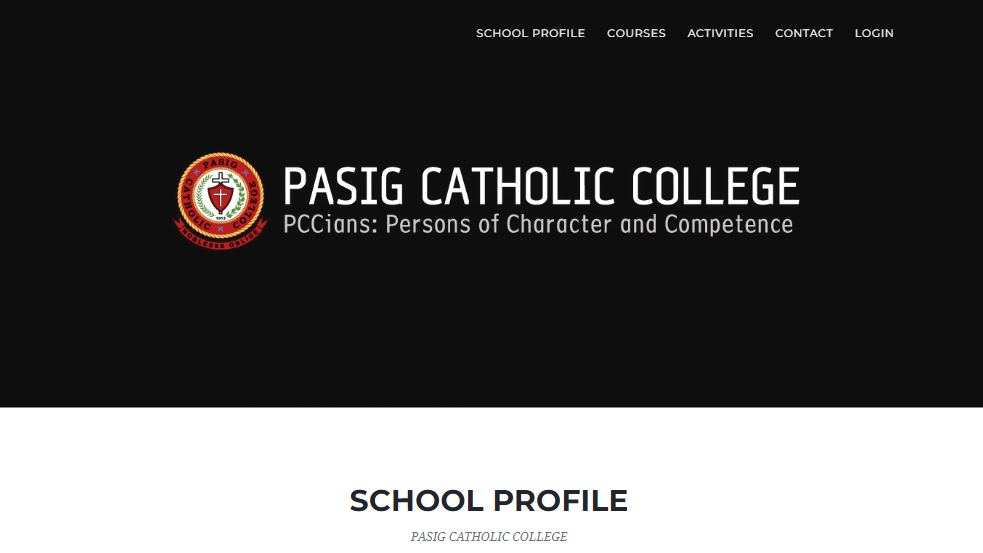 SCHOOL PROFILE COURSES ACTIVITIES CONTACT LOGIN
PASIG
CATHOLIC COLLEGE
1913
NOBLESSE OBLIGE
PASIG CATHOLIC COLLEGE
PCCians: Persons of Character and Competence
SCHOOL PROFILE
PASIG CATHOLIC COLLEGE